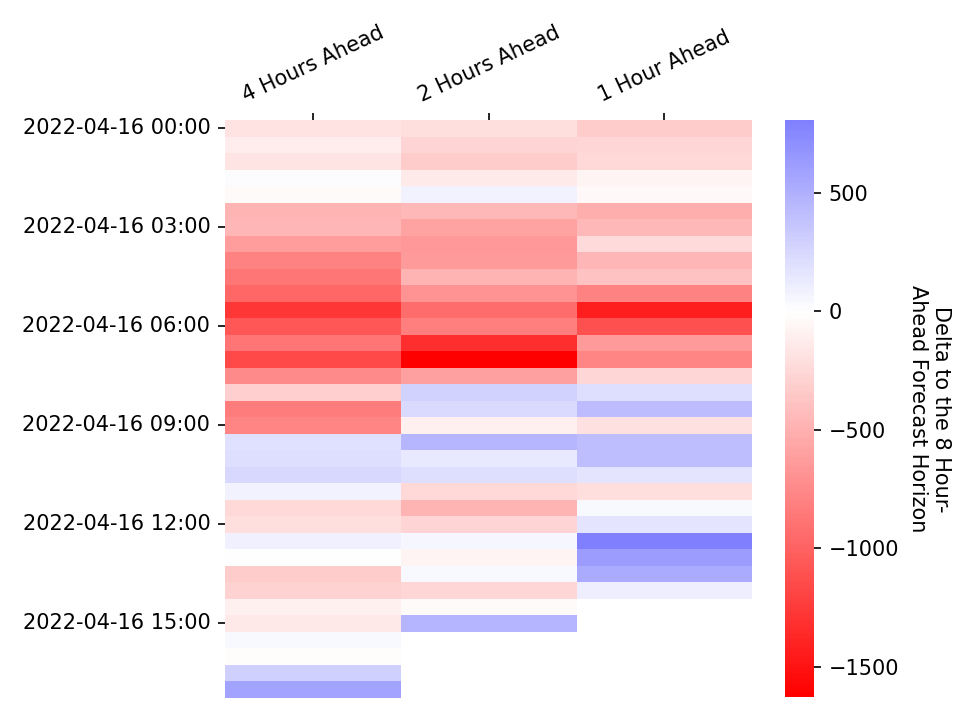 4 Hours Ahead
2 Hours Ahead
1 Hour Ahead
2022-04-16 00:00
2022-04-16 03:00
2022-04-16 06:00
2022-04-16 09:00
2022-04-16 12:00
2022-04-16 15:00
500
0
−500
−1000
−1500
Delta to the 8 Hour-
Ahead Forecast Horizon